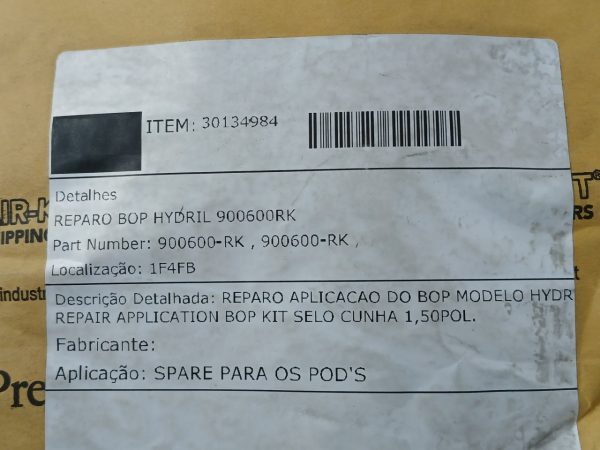 ITEM: 30134984
Detalhes
REPARO BOP HYDRIL 900600RK
Part Number: 900600-RK , 900600-RK ,
Localização: 1F4FB
Descrição Detalhada: REPARO APLICACAO DO BOP MODELO HYDR
REPAIR APPLICATION BOP KIT SELO CUNHA 1,50POL.
Fabricante:
Aplicação: SPARE PARA OS POD'S